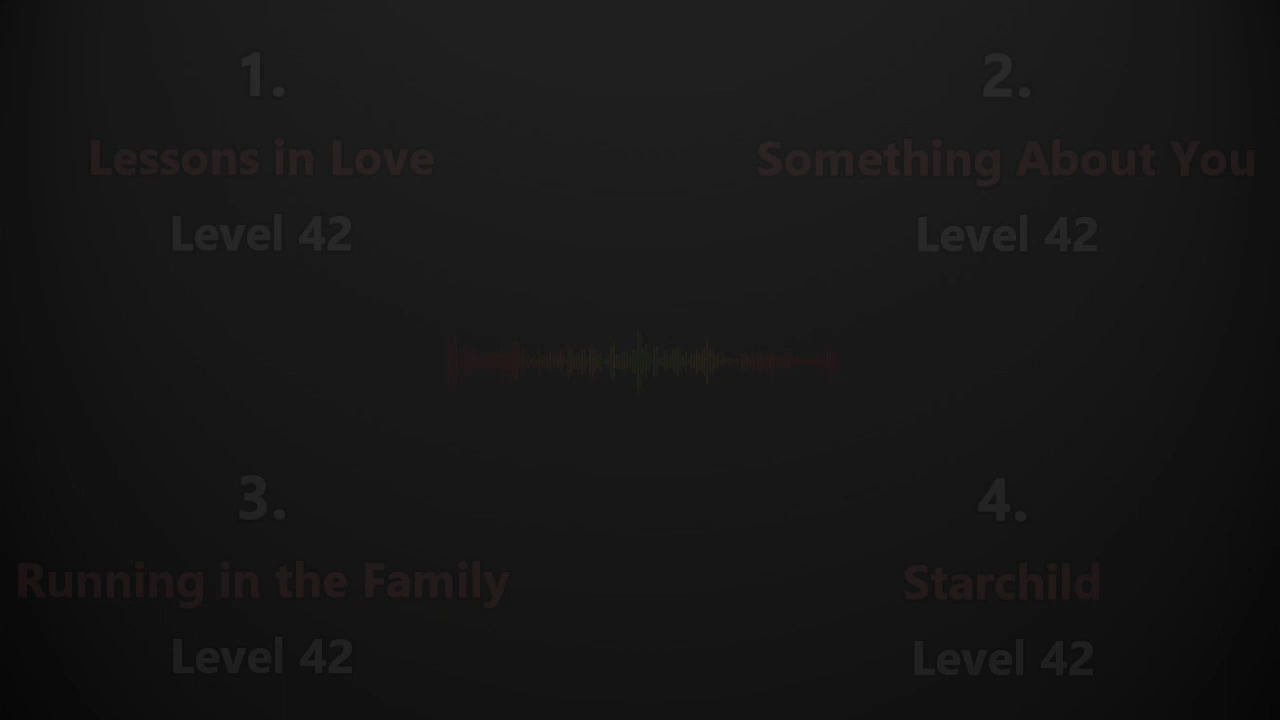 1.
Lessons in Love
Level 42
2.
Something About You
Level 42
3.
Running in the Family
Level 42
4.
Starchild
Level 42